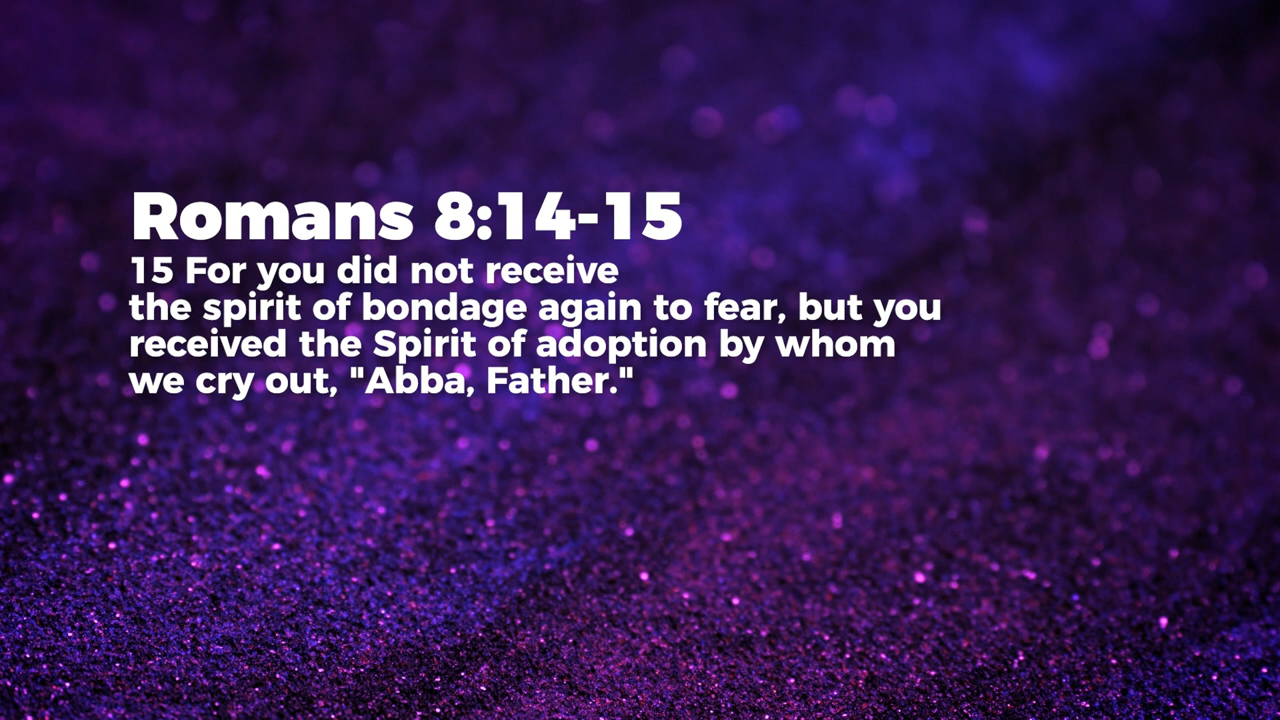 Romans 8:14-15
15 For you did not receive
the spirit of bondage again to fear, but you
received the Spirit of adoption by whom
we cry out, "Abba, Father."